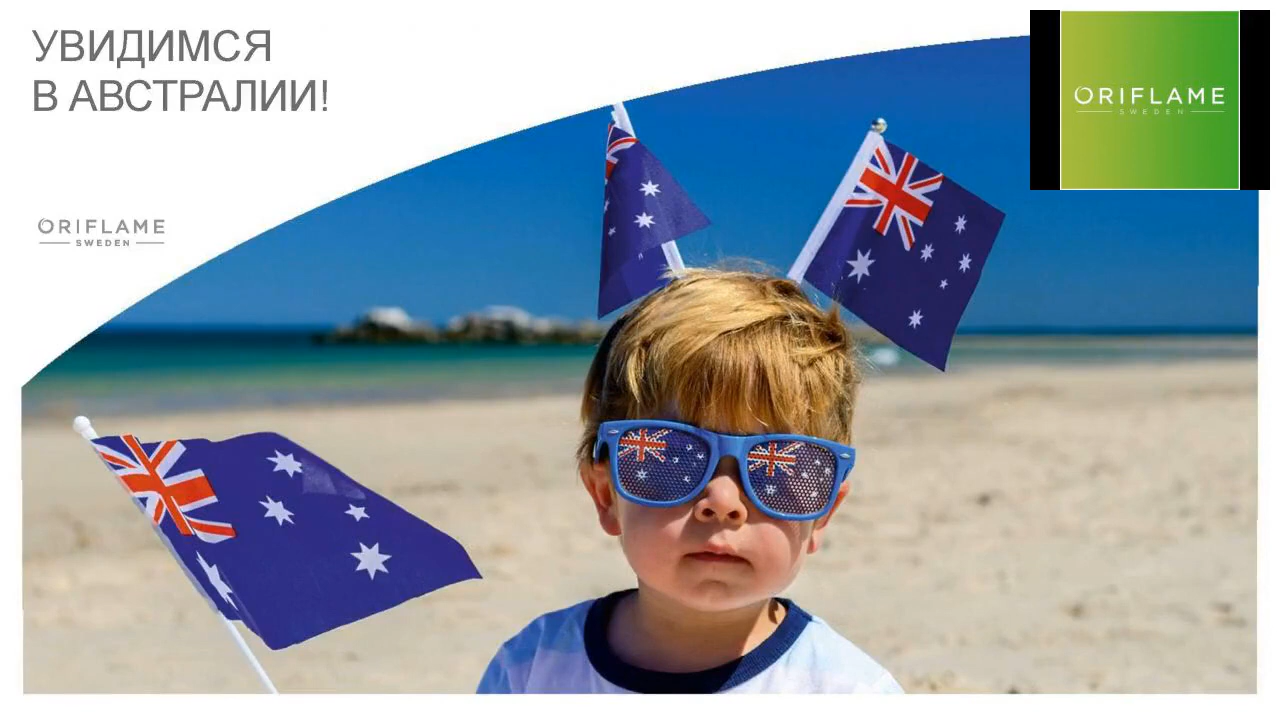 УВИДИМСЯ
В АВСТРАЛИИ!
ORIFLAME
SWEDEN
ORIFLAME
SWEDEN